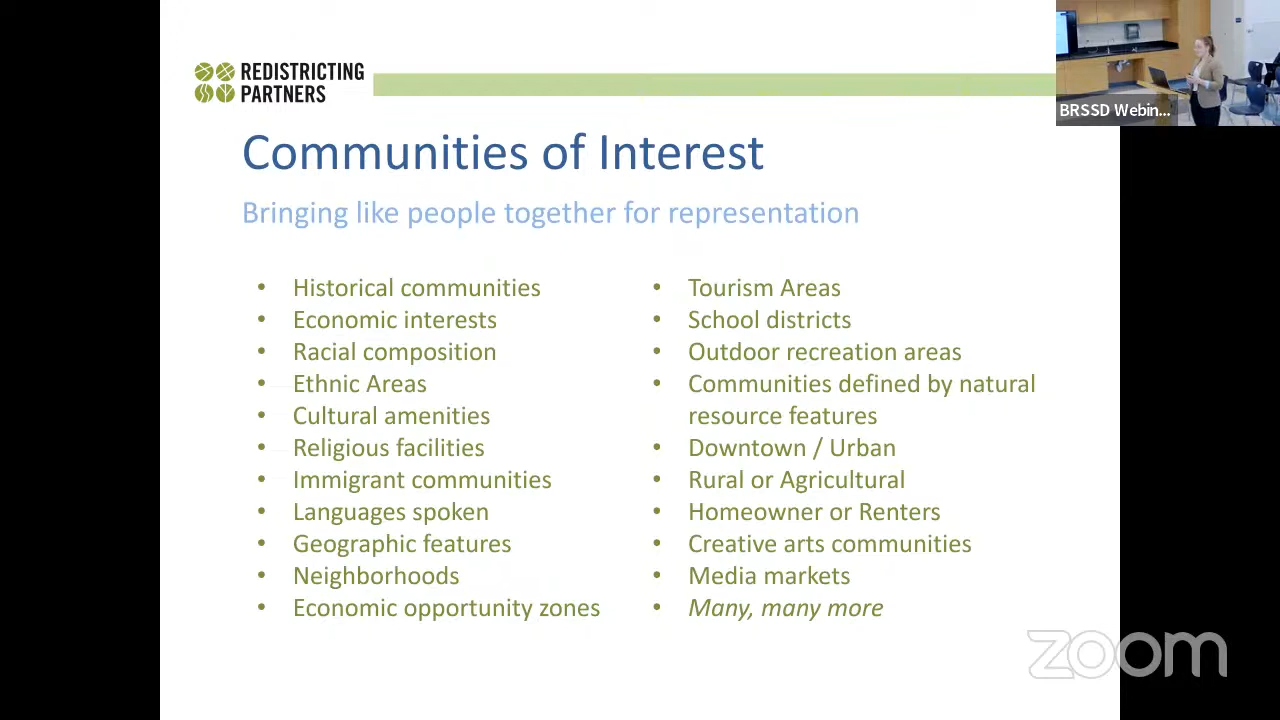 REDISTRICTING
PARTNERS
BRSSD Webin...
Communities of Interest
Bringing like people together for representation
• Historical communities
• Economic interests
• Racial composition
• Ethnic Areas
• Cultural amenities
• Religious facilities
• Immigrant communities
• Languages spoken
• Geographic features
• Neighborhoods
• Economic opportunity zones
• Tourism Areas
• School districts
• Outdoor recreation areas
• Communities defined by natural
resource features
• Downtown / Urban
• Rural or Agricultural
• Homeowner or Renters
• Creative arts communities
• Media markets
• Many, many more
zoom